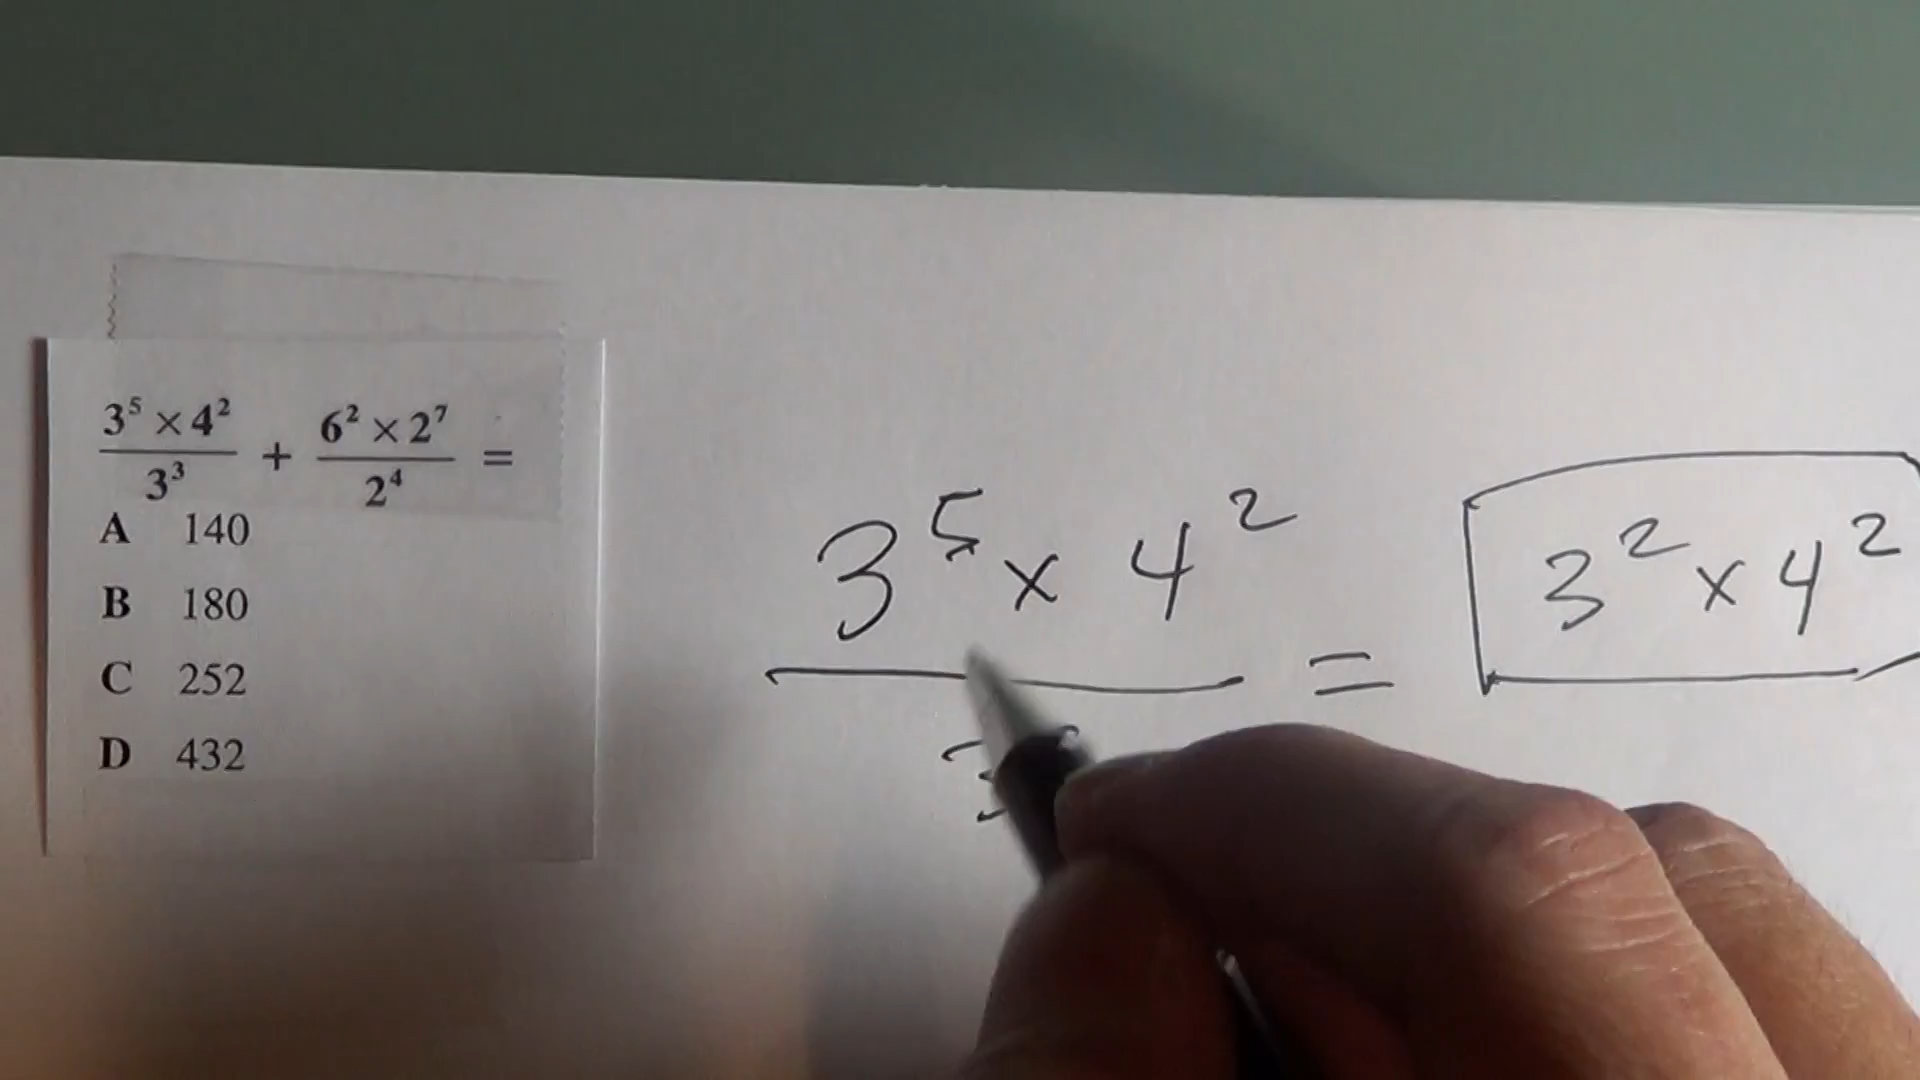 3⁵ × 4² / 3³ + 6² × 2⁷ / 2⁴ =
A 140
B 180
C 252
D 432
3⁵ x 4² = 3² x 4²